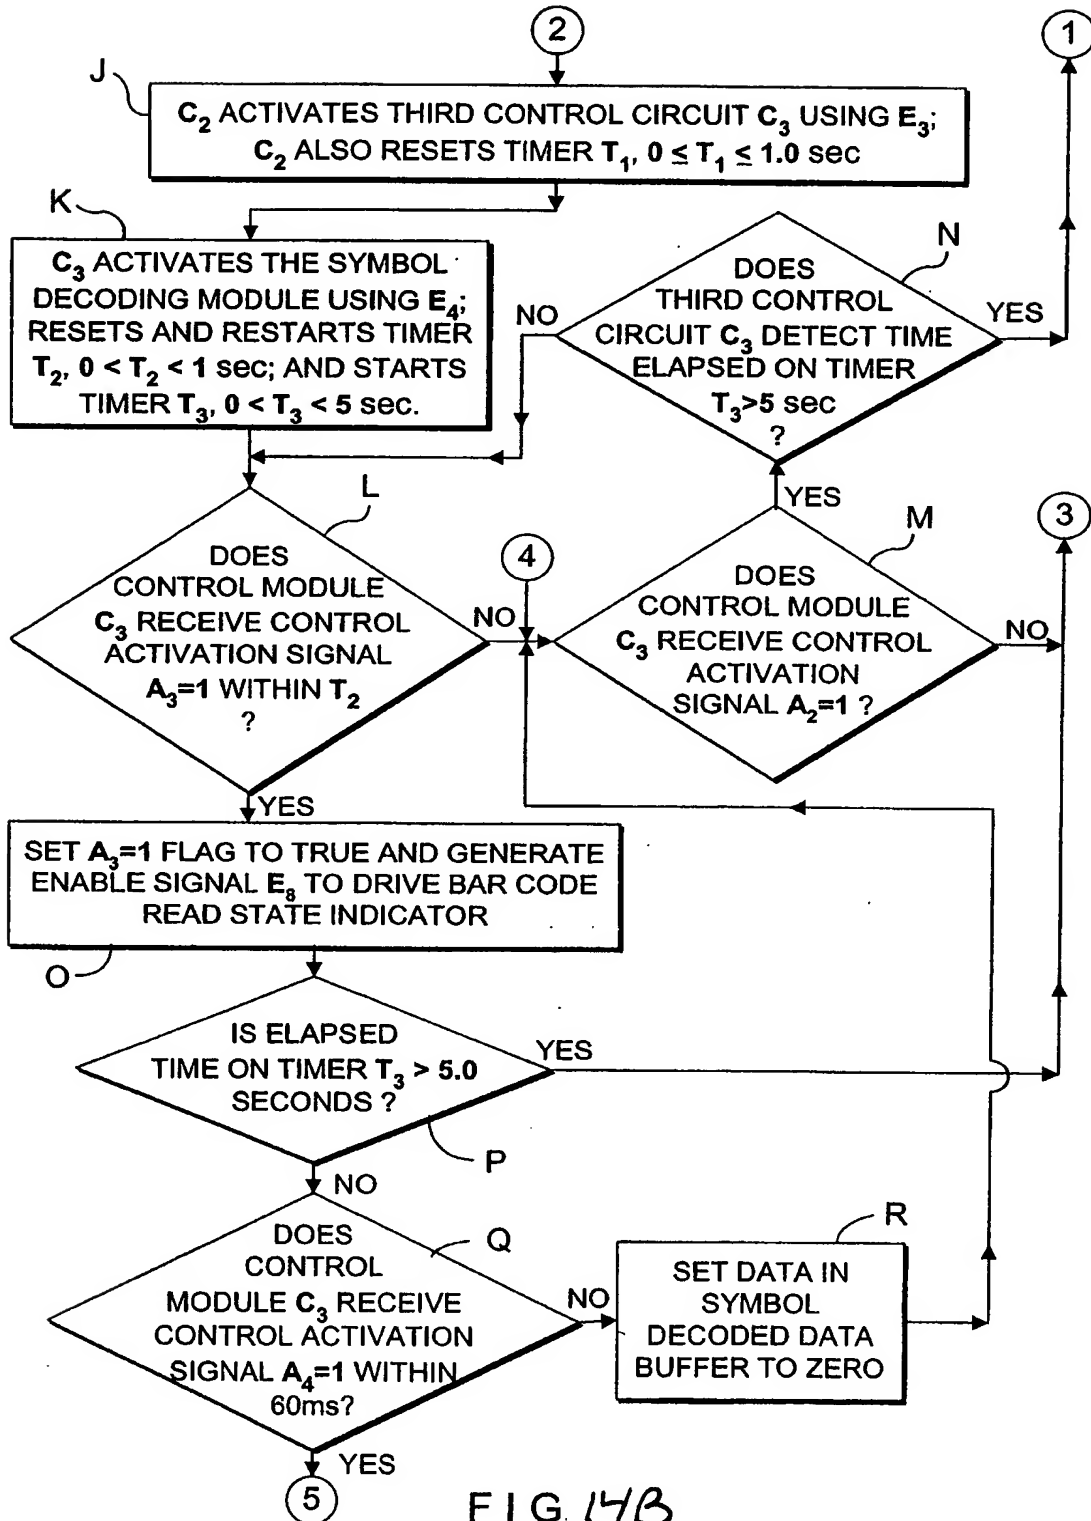 2
1
J
C₂ ACTIVATES THIRD CONTROL CIRCUIT C₃ USING E₃;
C₂ ALSO RESETS TIMER T₁, 0 ≤ T₁ ≤ 1.0 sec
K
C₃ ACTIVATES THE SYMBOL
DECODING MODULE USING E₄;
RESETS AND RESTARTS TIMER
T₂, 0 < T₂ < 1 sec; AND STARTS
TIMER T₃, 0 < T₃ < 5 sec.
N
DOES
THIRD CONTROL
CIRCUIT C₃ DETECT TIME
ELAPSED ON TIMER
T₃>5 sec
?
NO
YES
L
DOES
CONTROL MODULE
C₃ RECEIVE CONTROL
ACTIVATION SIGNAL
A₃=1 WITHIN T₂
?
NO
YES
4
YES
M
3
DOES
CONTROL MODULE
C₃ RECEIVE CONTROL
ACTIVATION
SIGNAL A₂=1 ?
NO
SET A₃=1 FLAG TO TRUE AND GENERATE
ENABLE SIGNAL E₈ TO DRIVE BAR CODE
READ STATE INDICATOR
O
IS ELAPSED
TIME ON TIMER T₃ > 5.0
SECONDS ?
YES
P
NO
Q
DOES
CONTROL
MODULE C₃ RECEIVE
CONTROL ACTIVATION
SIGNAL A₄=1 WITHIN
60ms?
NO
R
SET DATA IN
SYMBOL
DECODED DATA
BUFFER TO ZERO
YES
5
FIG. 14B